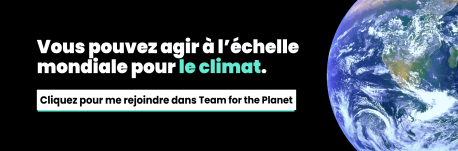 Vous pouvez agir à l’échelle
mondiale pour le climat.
Cliquez pour me rejoindre dans Team for the Planet